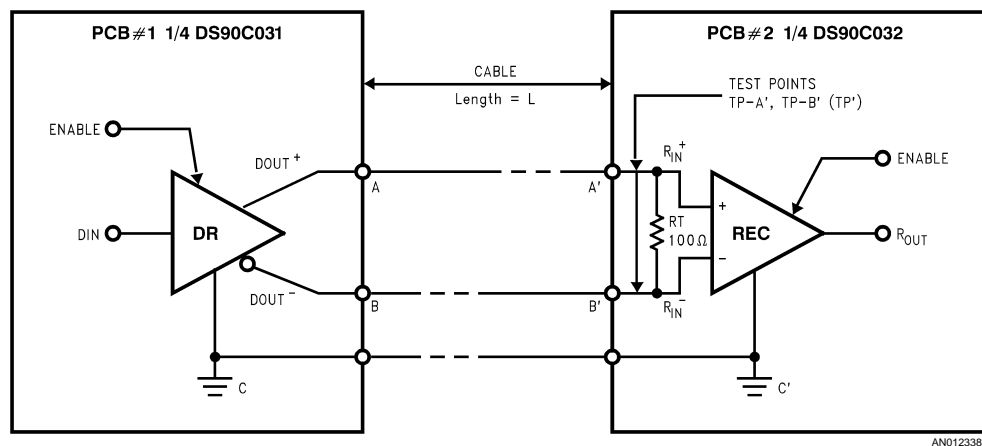 PCB#1 1/4 DS90C031
PCB#2 1/4 DS90C032
CABLE
Length = L
TEST POINTS
TP-A', TP-B' (TP')
ENABLE
DOUT+
RIN+
ENABLE
A
A'
DIN
DR
RT
100Ω
+
REC
−
ROUT
DOUT−
B
B'
RIN−
C
C'
AN012338